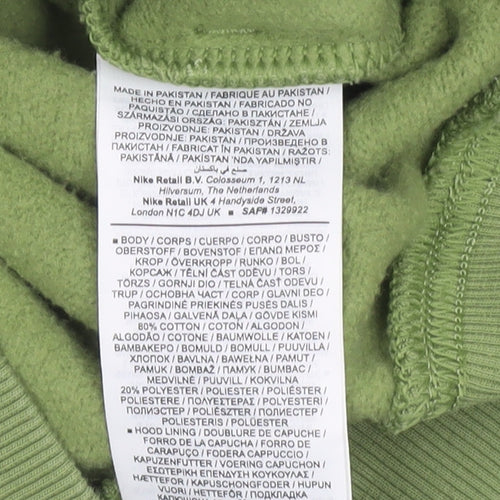 MADE IN PAKISTAN / FABRIQUE AU PAKISTAN /
HECHO EN PAKISTAN / FABRICADO NO
PAQUISTÃO / СДЕЛАНО В ПАКИСТАНЕ /
SZÁRMAZÁSI ORSZÁG: PAKISZTÁN / ZEMLJA
PROIZVODNJE: PAKISTAN / DRŽAVA
PROIZVODNJE: PAKISTAN / ПРОИЗВЕДЕНО В
ПАКИСТАН / FABRICAT ÎN PAKISTAN / RAŽOTS:
PAKISTĀNĀ / PAKISTAN 'NDA YAPILMIŞTIR /
صنع في باكستان
Nike Retail B.V. Colosseum 1, 1213 NL
Hilversum, The Netherlands
Nike Retail UK 4 Handyside Street,
London N1C 4DJ UK ■ SAF# 1329922
■ BODY / CORPS / CUERPO / CORPO / BUSTO /
OBERSTOFF / BOVENSTOF / ΕΠΑΝΩ ΜΕΡΟΣ /
KROP / ÖVERKROPP / RUNKO / BOL /
КОРСАЖ / TĚLNÍ ČÁST ODĚVU / TORS /
TÖRZS / GORNJI DIO / TELNÁ ČASŤ ODEVU /
TRUP / ОСНОВНА ЧАСТ / CORP / GLAVNI DEO /
PAGRINDINĖ PRIEKINĖS PUSĖS DALIS /
PIHAOSA / GALVENĀ DAĻA / GÖVDE KISMI
80% COTTON / COTON / ALGODON /
ALGODÃO / COTONE / BAUMWOLLE / KATOEN /
ΒΑΜΒΑΚΕΡΟ / BOMULD / BOMULL / PUUVILLA /
ХЛОПОК / BAVLNA / BAWEŁNA / PAMUT /
PAMUK / BOMBAŽ / ПАМУК / BUMBAC /
MEDVILNĖ / PUUVILL / KOKVILNA
20% POLYESTER / POLYESTER / POLIÉSTER /
POLIESTERE / ΠΟΛΥΕΣΤΕΡΑΣ / POLYESTERI /
ПОЛИЭСТЕР / POLIÉSZTER / ПОЛИЕСТЕР /
POLIESTERIS / POLÜESTER
■ HOOD LINING / DOUBLURE DE CAPUCHE /
FORRO DE LA CAPUCHA / FORRO DE
CARAPUÇO / FODERA CAPPUCCIO /
KAPUZENFUTTER / VOERING CAPUCHON /
ΕΣΩΤΕΡΙΚΗ ΕΠΕΝΔΥΣΗ ΚΟΥΚΟΥΛΑΣ /
HÆTTEFOR / KAPUSCHONGFODER / HUPUN
VUORI / HETTEFÔR / ПОДКЛАДКА